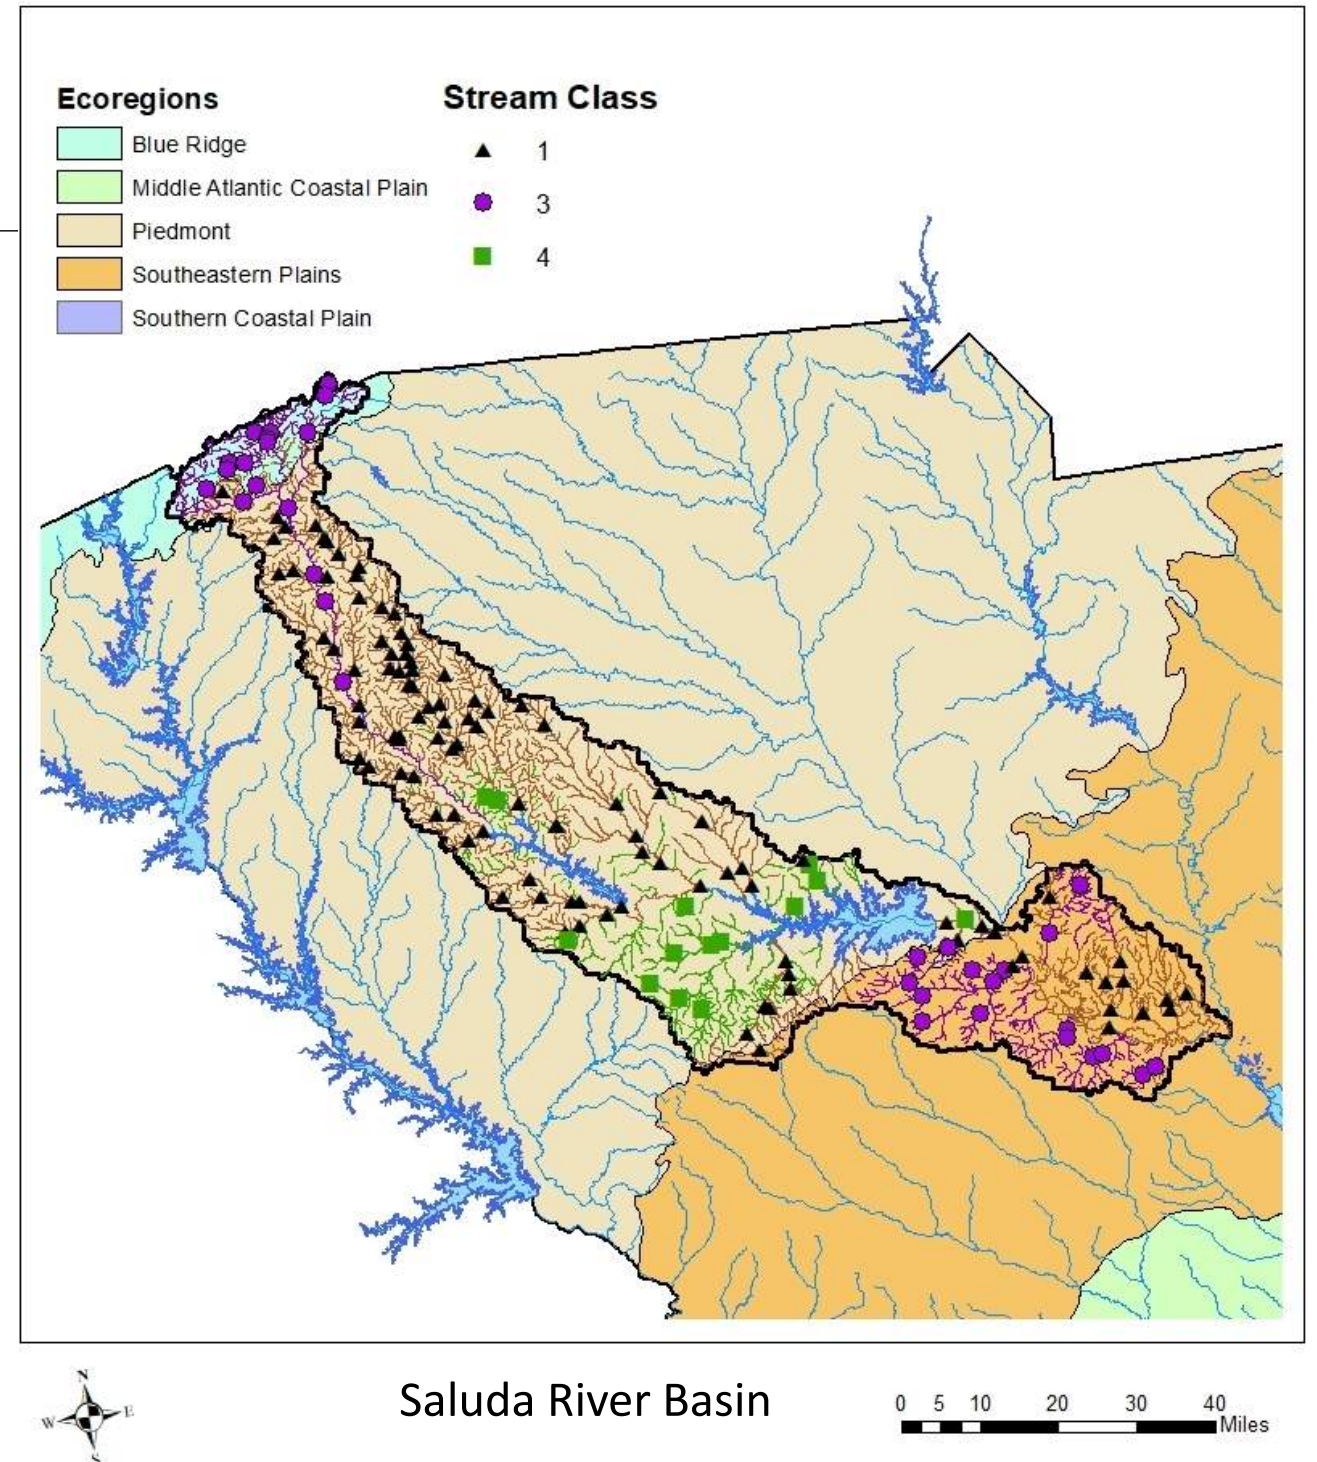 Ecoregions
Blue Ridge
Middle Atlantic Coastal Plain
Piedmont
Southeastern Plains
Southern Coastal Plain
Stream Class
1
3
4
N
W E
S
Saluda River Basin
0 5 10 20 30 40
Miles